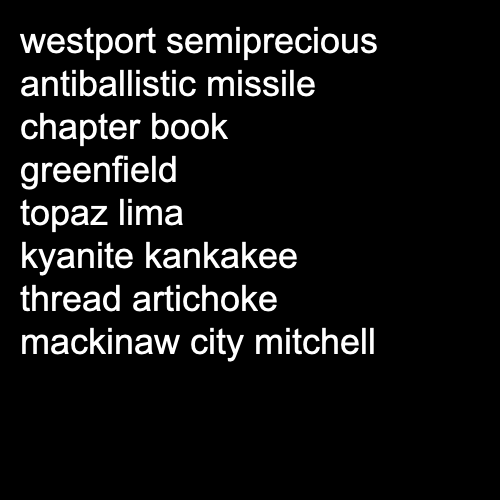 westport semiprecious
antiballistic missile
chapter book
greenfield
topaz lima
kyanite kankakee
thread artichoke
mackinaw city mitchell